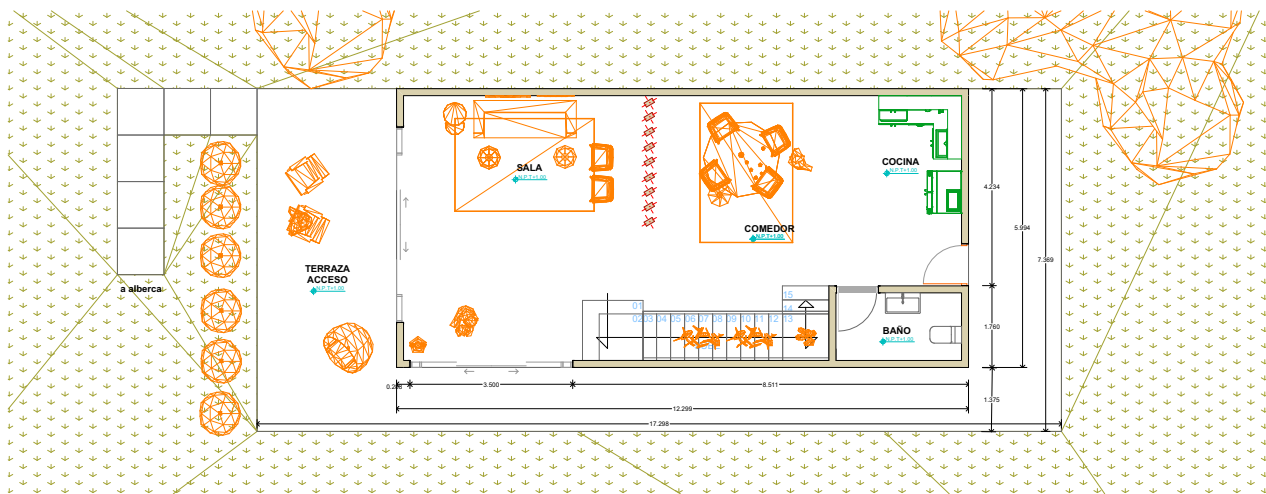 SALA
N.P.T+1.00
COCINA
N.P.T+1.00
4.234
COMEDOR
N.P.T+1.00
5.994
7.369
TERRAZA
ACCESO
N.P.T+1.00
a alberca
01
02 03 04 05 06 07 08 09 10 11 12 13
14
15
BAÑO
N.P.T+1.00
1.760
3.500
8.511
1.375
12.299
17.298